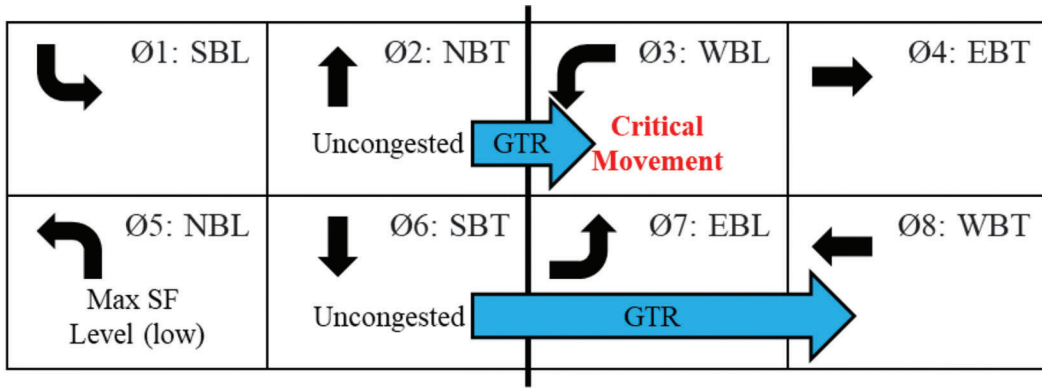 Ø1: SBL
Ø2: NBT
Ø3: WBL
Ø4: EBT
Uncongested
GTR
Critical
Movement
Ø5: NBL
Ø6: SBT
Ø7: EBL
Ø8: WBT
Max SF
Level (low)
Uncongested
GTR